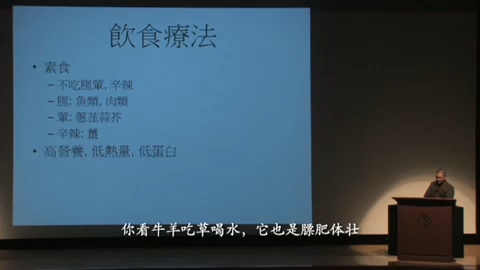 飲食療法
• 素食
– 不吃腥葷, 辛辣
– 腥: 魚類, 肉類
– 葷: 蔥韮蒜芥
– 辛辣: 薑
• 高營養, 低熱量, 低蛋白
你看牛羊吃草喝水，它也是膘肥体壮